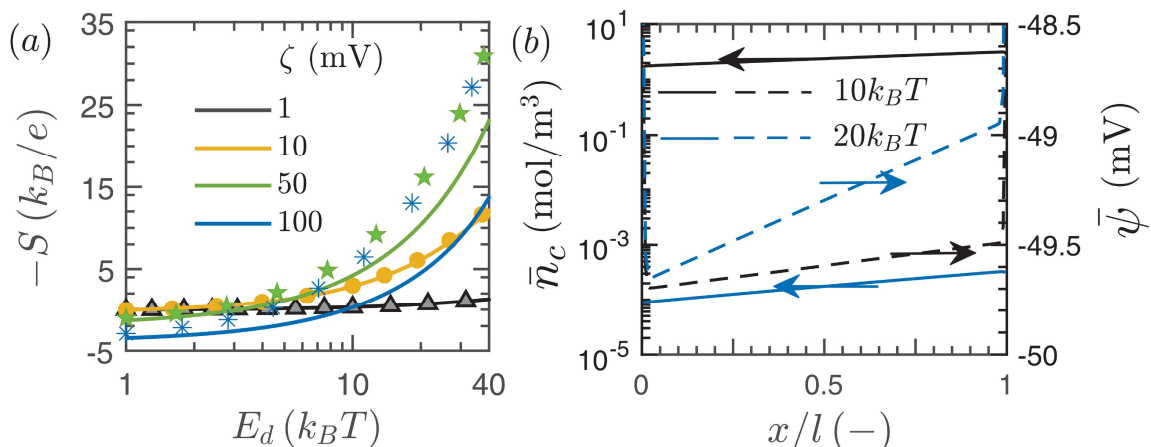 (a)
35
25
15
5
-5
−S (k_B/e)
ζ (mV)
1
10
50
100
1
10
40
E_d (k_BT)
(b)
10^1
10^-1
10^-3
10^-5
n̄_c (mol/m^3)
10k_BT
20k_BT
-48.5
-49
-49.5
-50
ψ̄ (mV)
0
0.5
1
x/l (−)